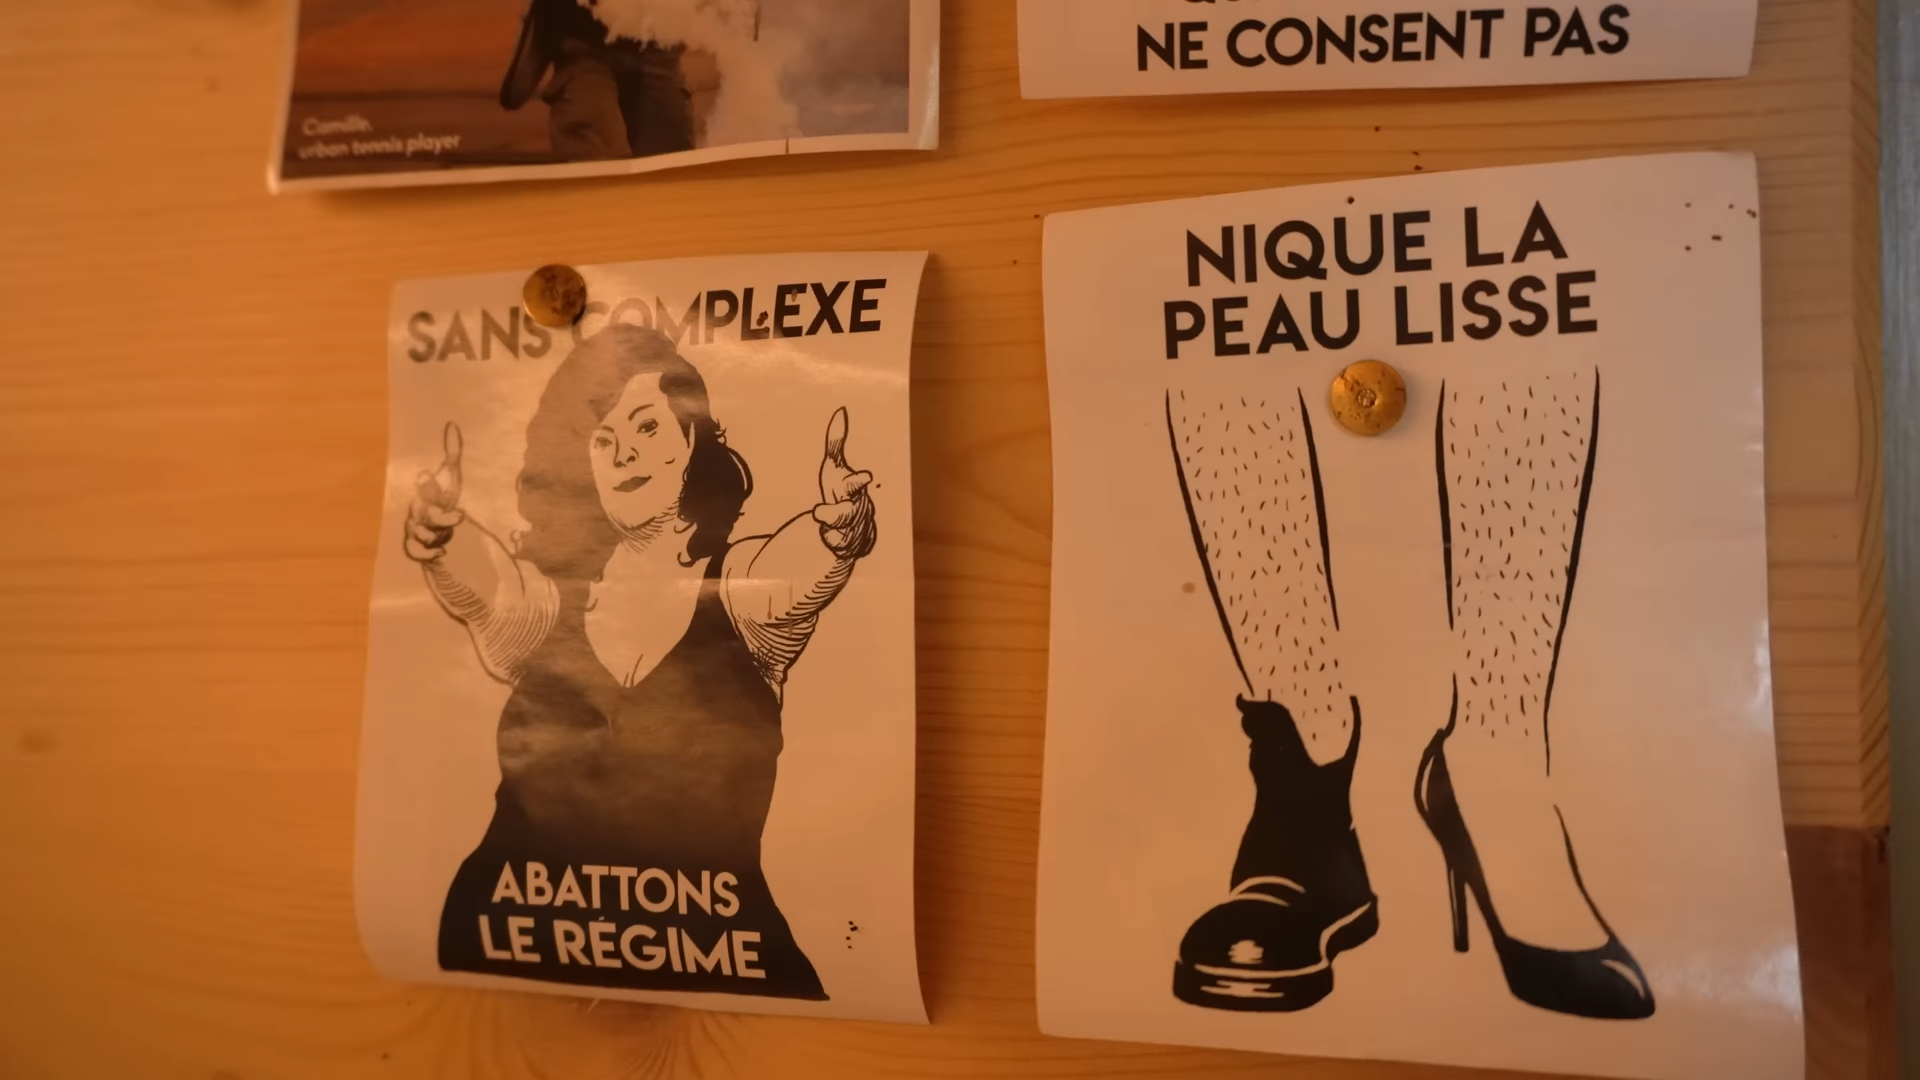 Camille,
urban tennis player
NE CONSENT PAS
SANS COMPLEXE
ABATTONS
LE RÉGIME
NIQUE LA
PEAU LISSE